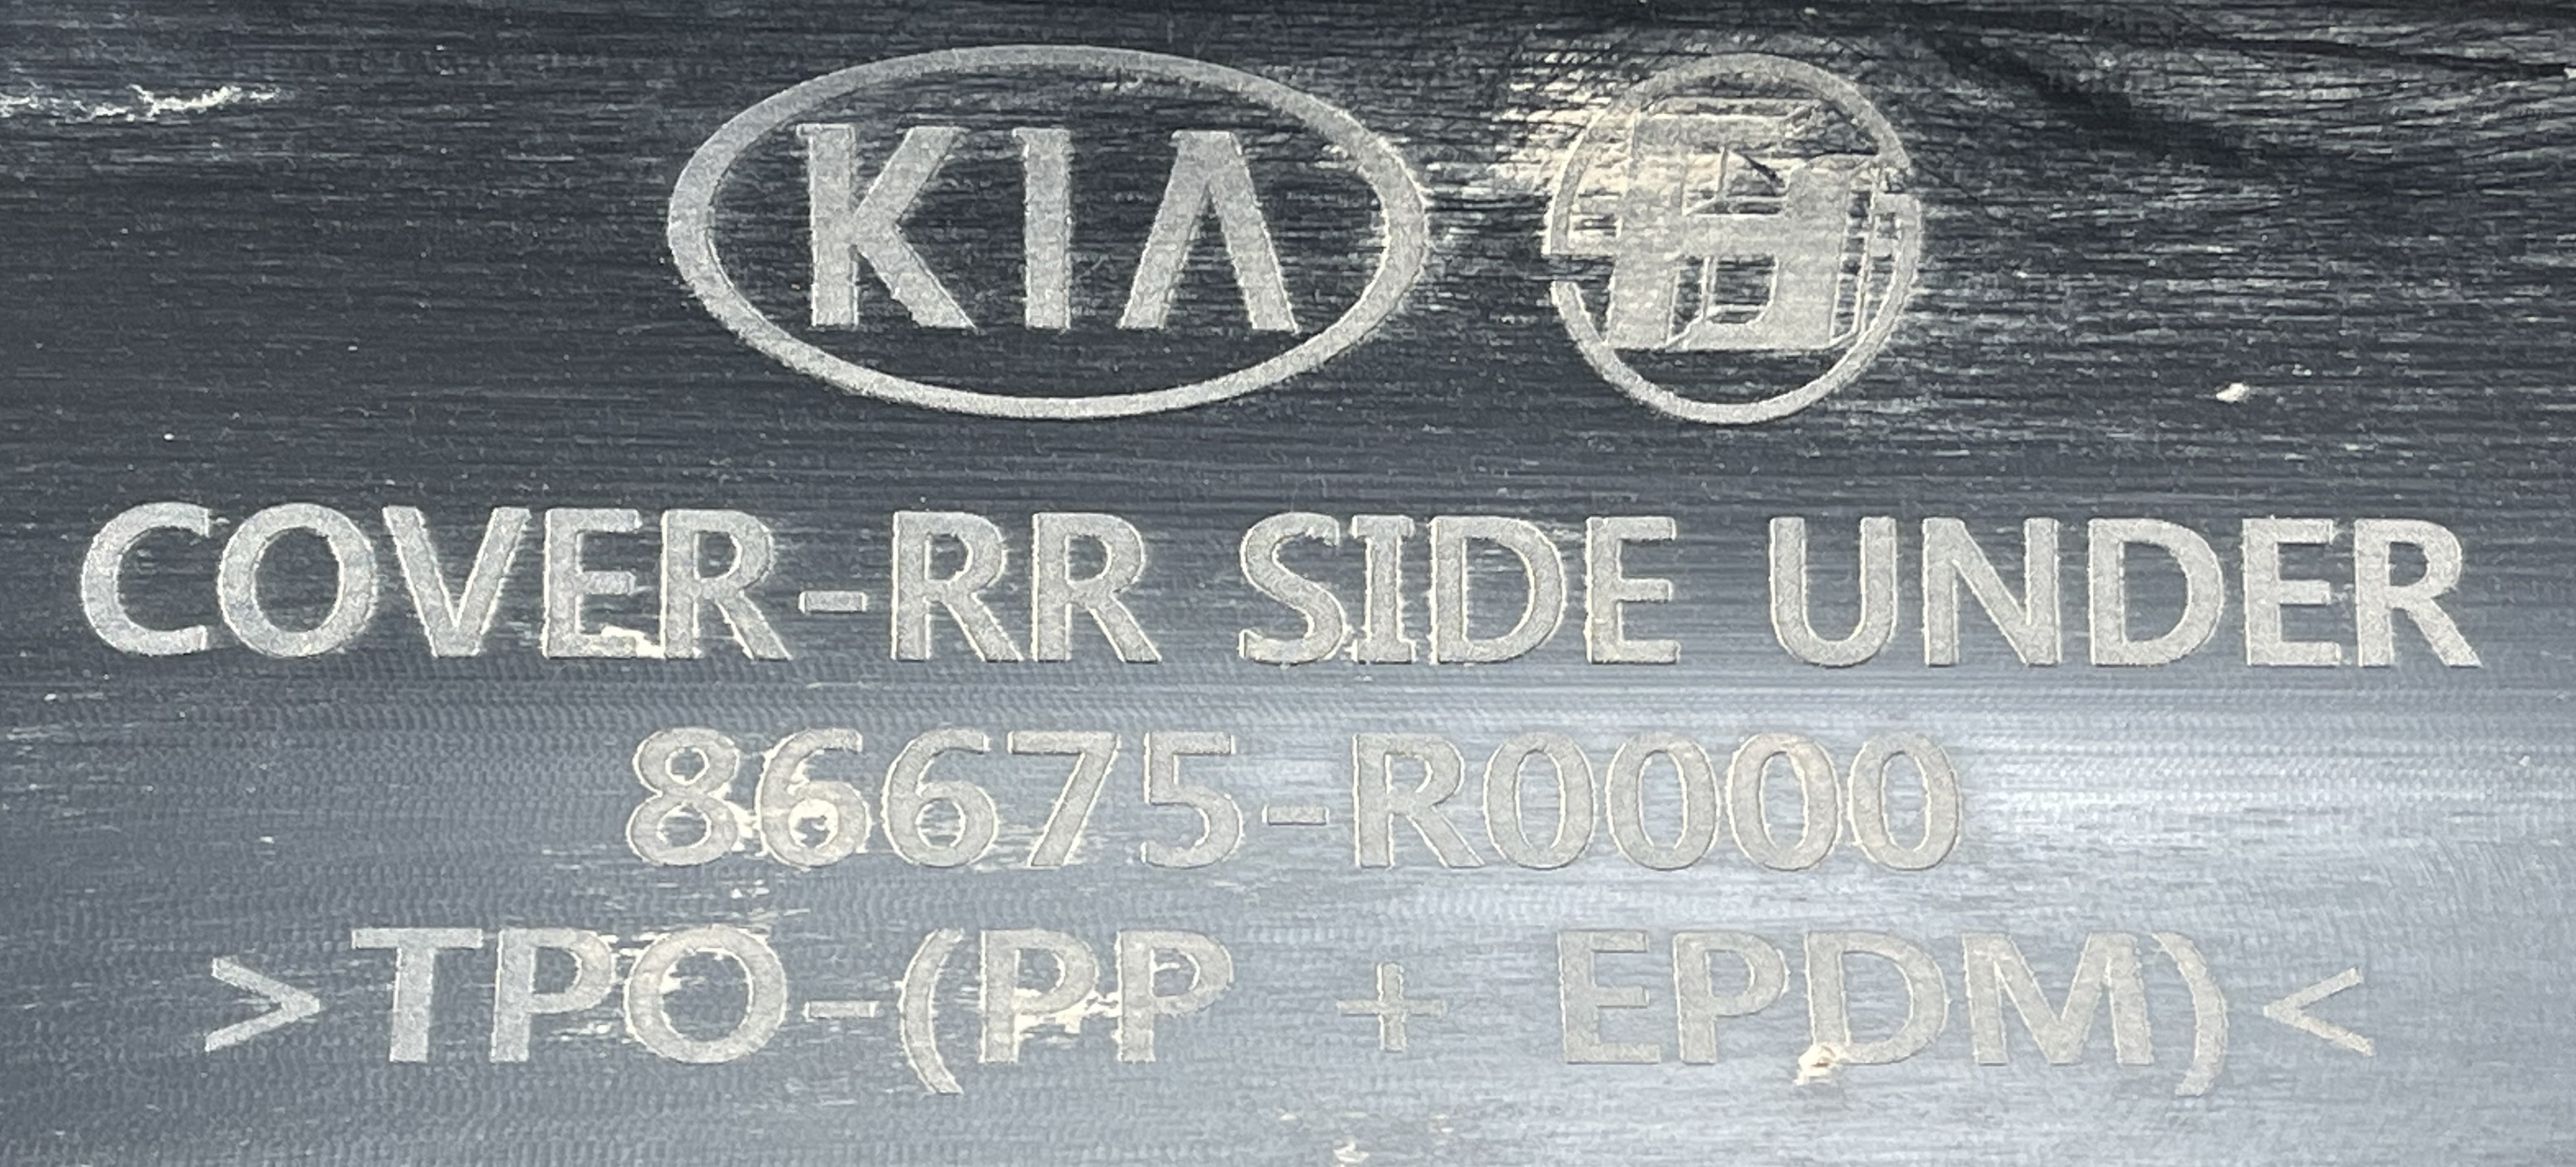 KIA
COVER-RR SIDE UNDER
86675-R0000
>TPO-(PP + EPDM)<